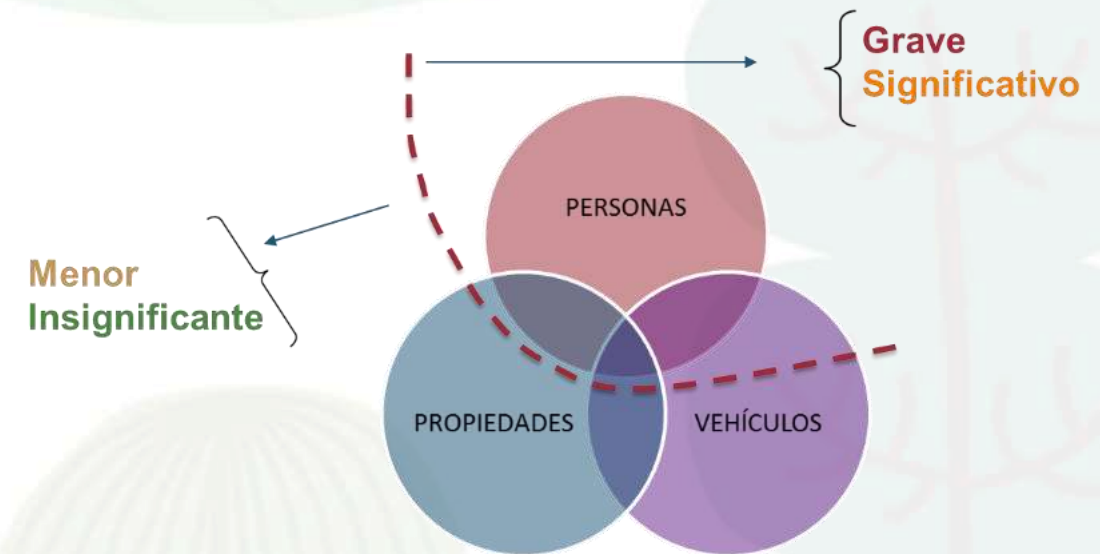 Grave
Significativo
PERSONAS
Menor
Insignificante
PROPIEDADES
VEHÍCULOS